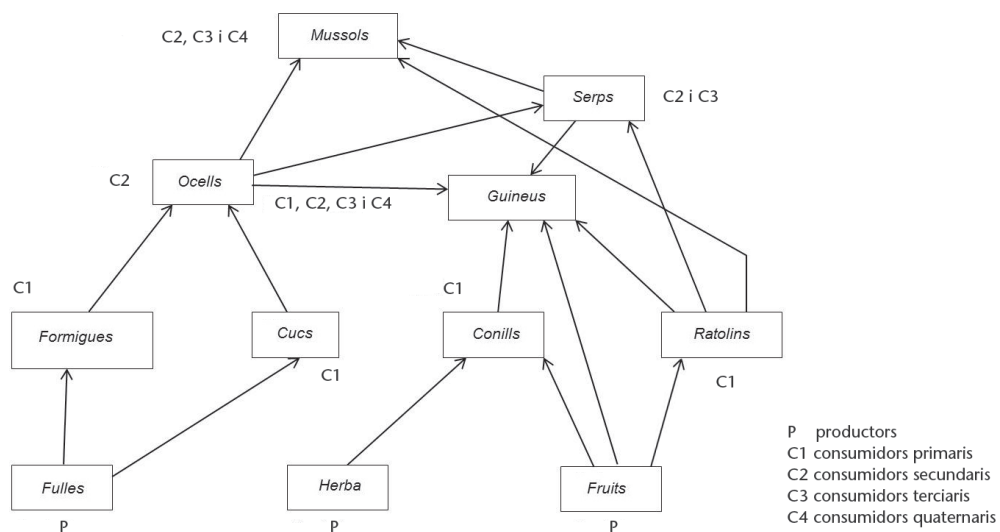 C2, C3 i C4
Mussols
Serps
C2 i C3
C2
Ocells
C1, C2, C3 i C4
Guineus
C1
Formigues
Cucs
C1
C1
Conills
Ratolins
C1
Fulles
P
Herba
P
Fruits
P
P productors
C1 consumidors primaris
C2 consumidors secundaris
C3 consumidors terciaris
C4 consumidors quaternaris